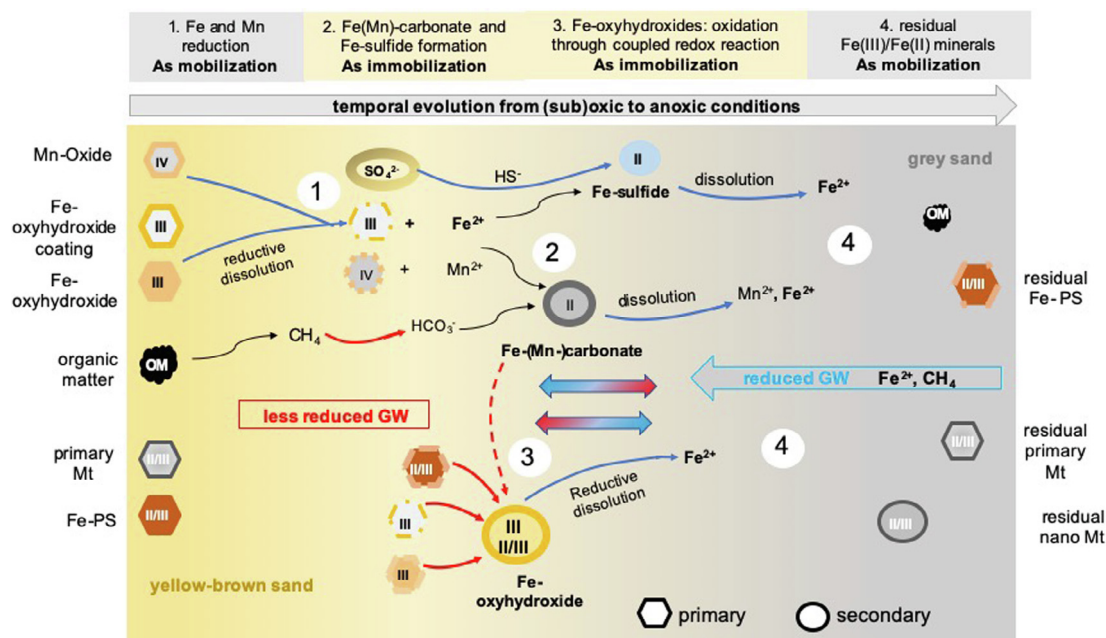 1. Fe and Mn
reduction
As mobilization
2. Fe(Mn)-carbonate and
Fe-sulfide formation
As immobilization
3. Fe-oxyhydroxides: oxidation
through coupled redox reaction
As immobilization
4. residual
Fe(III)/Fe(II) minerals
As mobilization
temporal evolution from (sub)oxic to anoxic conditions
Mn-Oxide
IV
Fe-
oxyhydroxide
coating
III
Fe-
oxyhydroxide
III
organic
matter
OM
primary
Mt
II/III
Fe-PS
II/III
yellow-brown sand
1
reductive
dissolution
SO₄²⁻
HS⁻
II
Fe-sulfide
dissolution
Fe²⁺
III
+
Fe²⁺
IV
+
Mn²⁺
2
II
dissolution
Mn²⁺, Fe²⁺
CH₄
HCO₃⁻
Fe-(Mn-)carbonate
less reduced GW
reduced GW Fe²⁺, CH₄
3
II/III
III
III
III
II/III
Fe-
oxyhydroxide
Reductive
dissolution
Fe²⁺
4
4
grey sand
OM
II/III
residual
Fe-PS
II/III
residual
primary
Mt
II/III
residual
nano Mt
primary
secondary